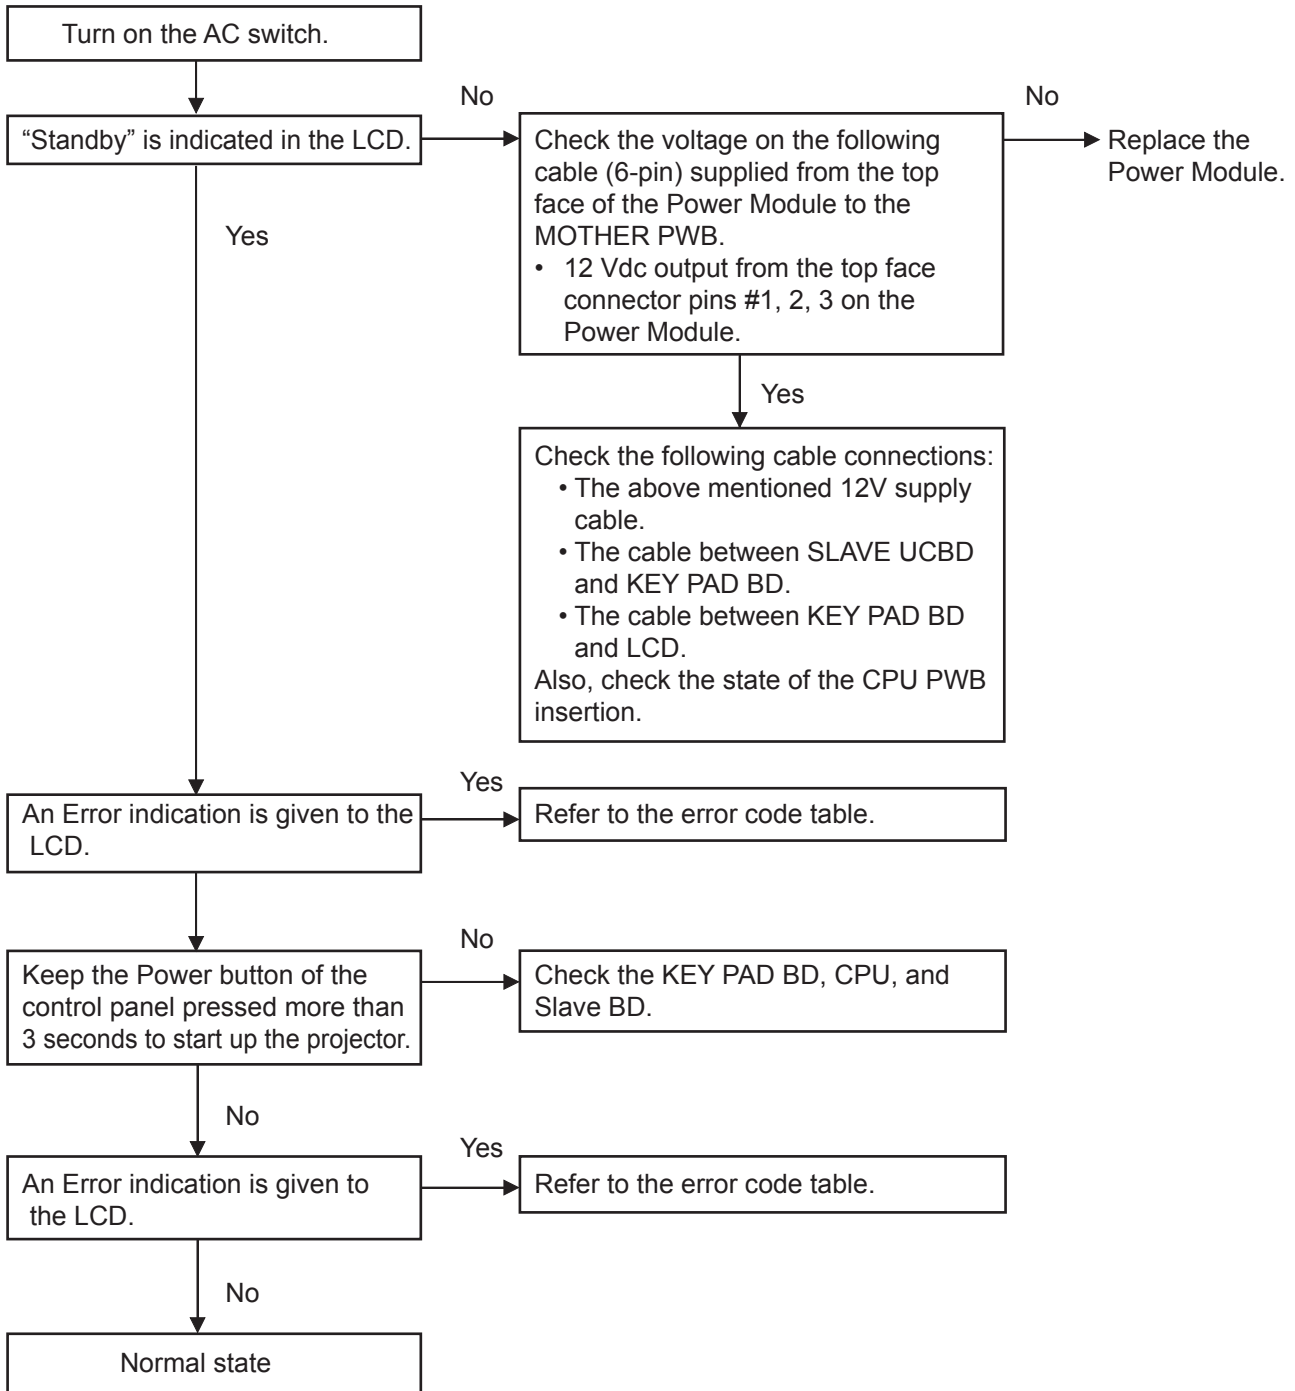 Turn on the AC switch.
No
No
“Standby” is indicated in the LCD.
Check the voltage on the following
cable (6-pin) supplied from the top
face of the Power Module to the
MOTHER PWB.
• 12 Vdc output from the top face
connector pins #1, 2, 3 on the
Power Module.
Replace the
Power Module.
Yes
Yes
Check the following cable connections:
• The above mentioned 12V supply
cable.
• The cable between SLAVE UCBD
and KEY PAD BD.
• The cable between KEY PAD BD
and LCD.
Also, check the state of the CPU PWB
insertion.
Yes
An Error indication is given to the
LCD.
Refer to the error code table.
No
Keep the Power button of the
control panel pressed more than
3 seconds to start up the projector.
Check the KEY PAD BD, CPU, and
Slave BD.
No
Yes
An Error indication is given to
the LCD.
Refer to the error code table.
No
Normal state